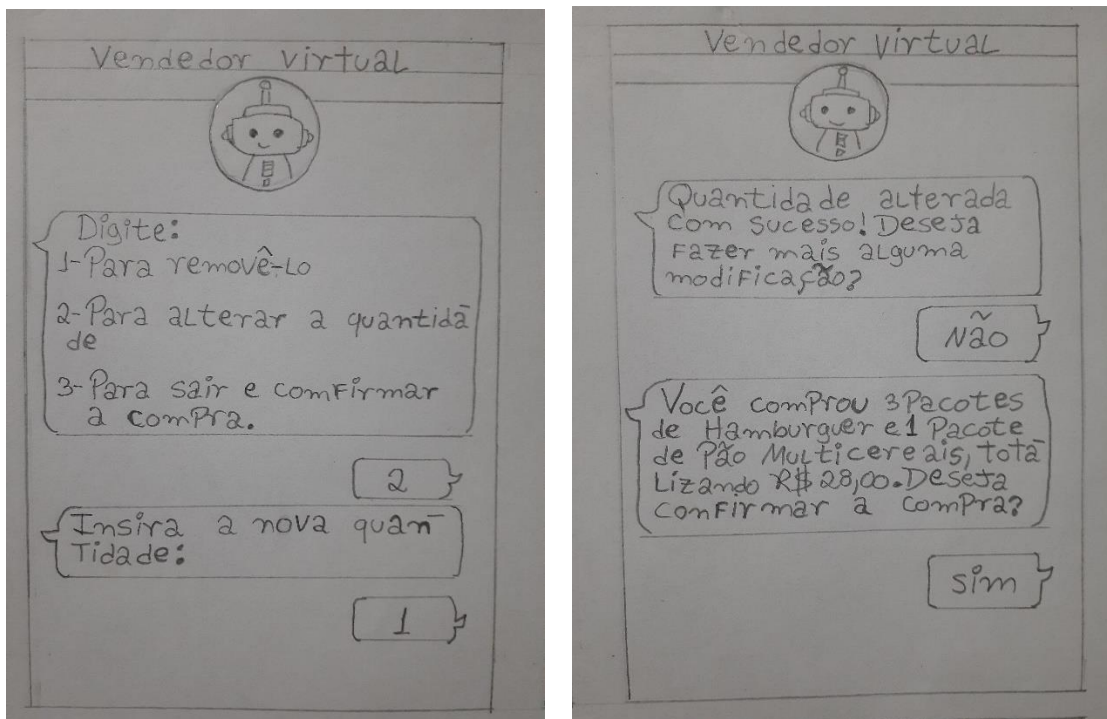 Vendedor virtual
Digite:
1-Para removê-lo
2-Para alterar a quantida
de
3-Para sair e comfirmar
a compra.
2
Insira a nova quan
Tidade:
1
Vendedor virtual
Quantidade alterada
com sucesso! Deseja
Fazer mais alguma
modificação?
Não
Você comprou 3 Pacotes
de Hamburguer e 1 Pacote
de Pão Multicereais, tota
Lizando R$ 28,00. Deseja
confirmar a compra?
sim